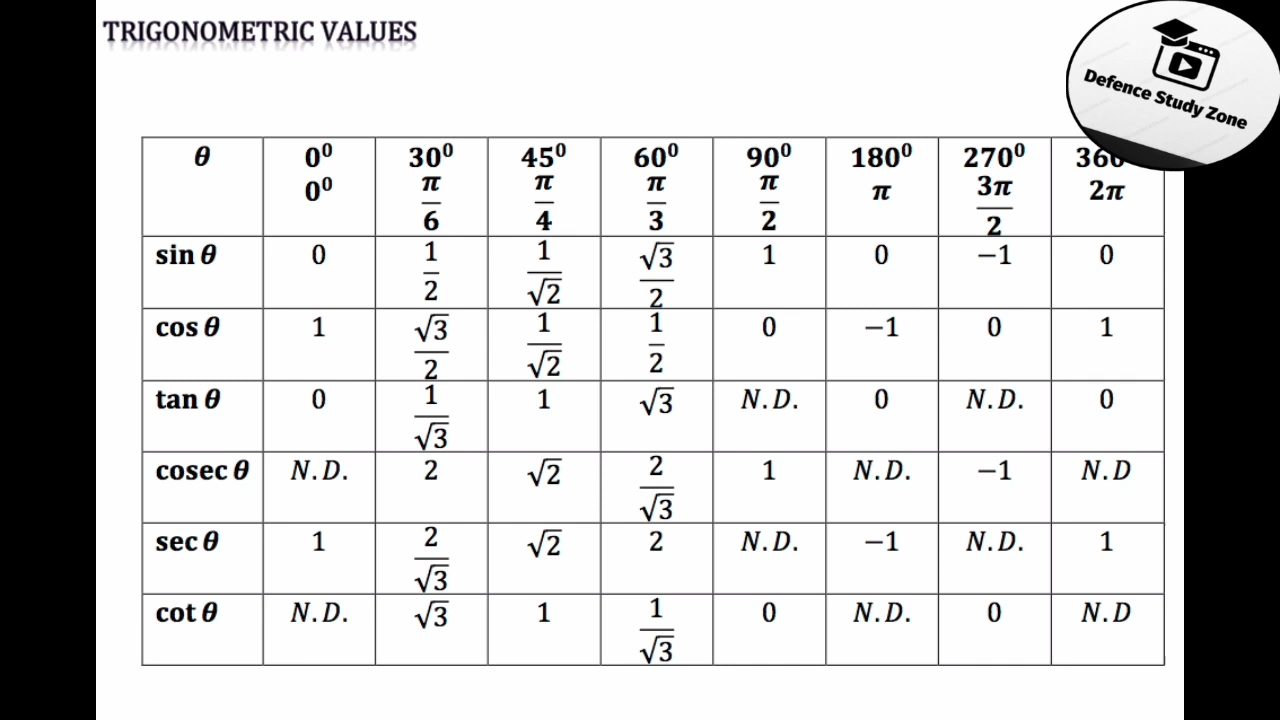 TRIGONOMETRIC VALUES
Defence Study Zone
θ 0⁰ 30⁰ 45⁰ 60⁰ 90⁰ 180⁰ 270⁰ 360
0⁰ π/6 π/4 π/3 π/2 π 3π/2 2π
sin θ 0 1/2 1/√2 √3/2 1 0 −1 0
cos θ 1 √3/2 1/√2 1/2 0 −1 0 1
tan θ 0 1/√3 1 √3 N.D. 0 N.D. 0
cosec θ N.D. 2 √2 2/√3 1 N.D. −1 N.D
sec θ 1 2/√3 √2 2 N.D. −1 N.D. 1
cot θ N.D. √3 1 1/√3 0 N.D. 0 N.D